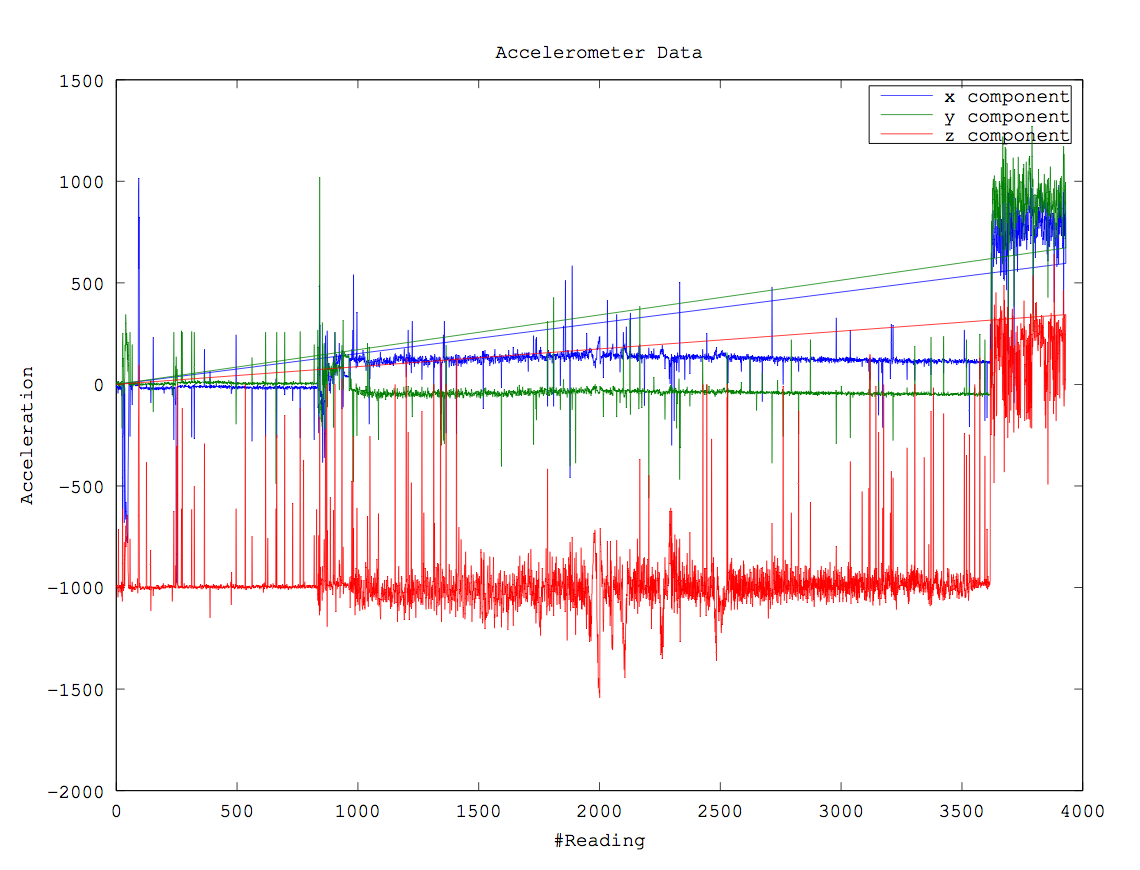 Accelerometer Data
1500
1000
500
0
-500
-1000
-1500
-2000
Acceleration
x component
y component
z component
0 500 1000 1500 2000 2500 3000 3500 4000
#Reading